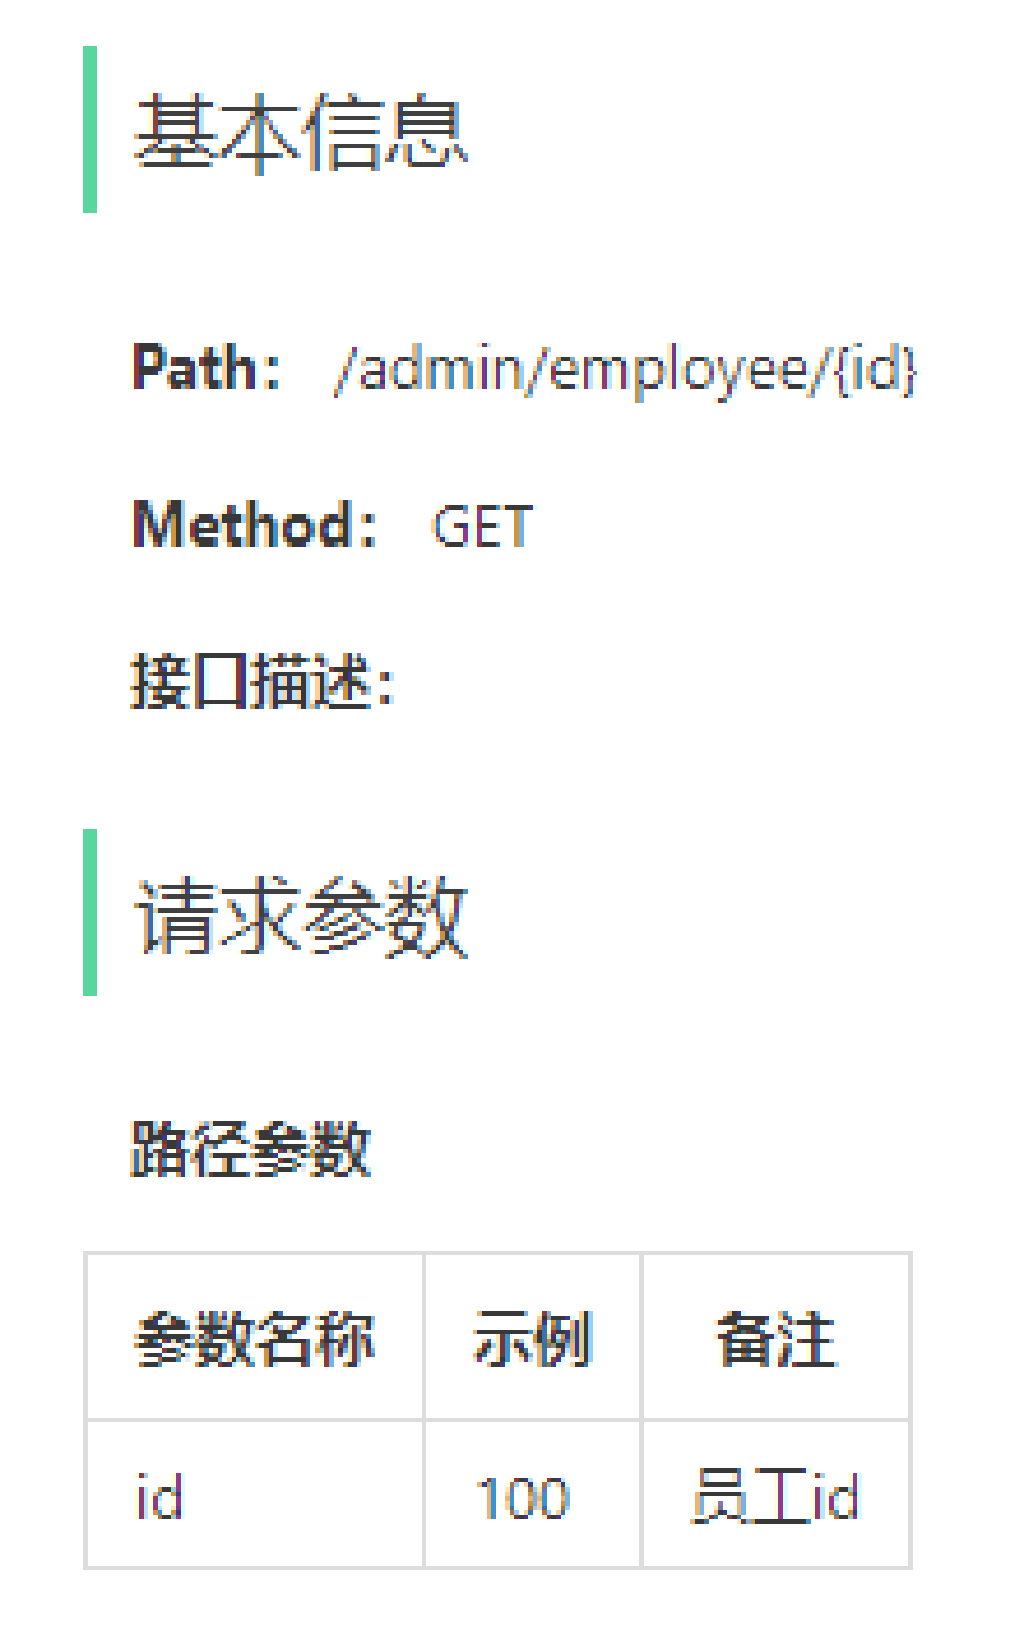 基本信息
Path： /admin/employee/{id}
Method： GET
接口描述：
请求参数
路径参数
参数名称 示例 备注
id 100 员工id